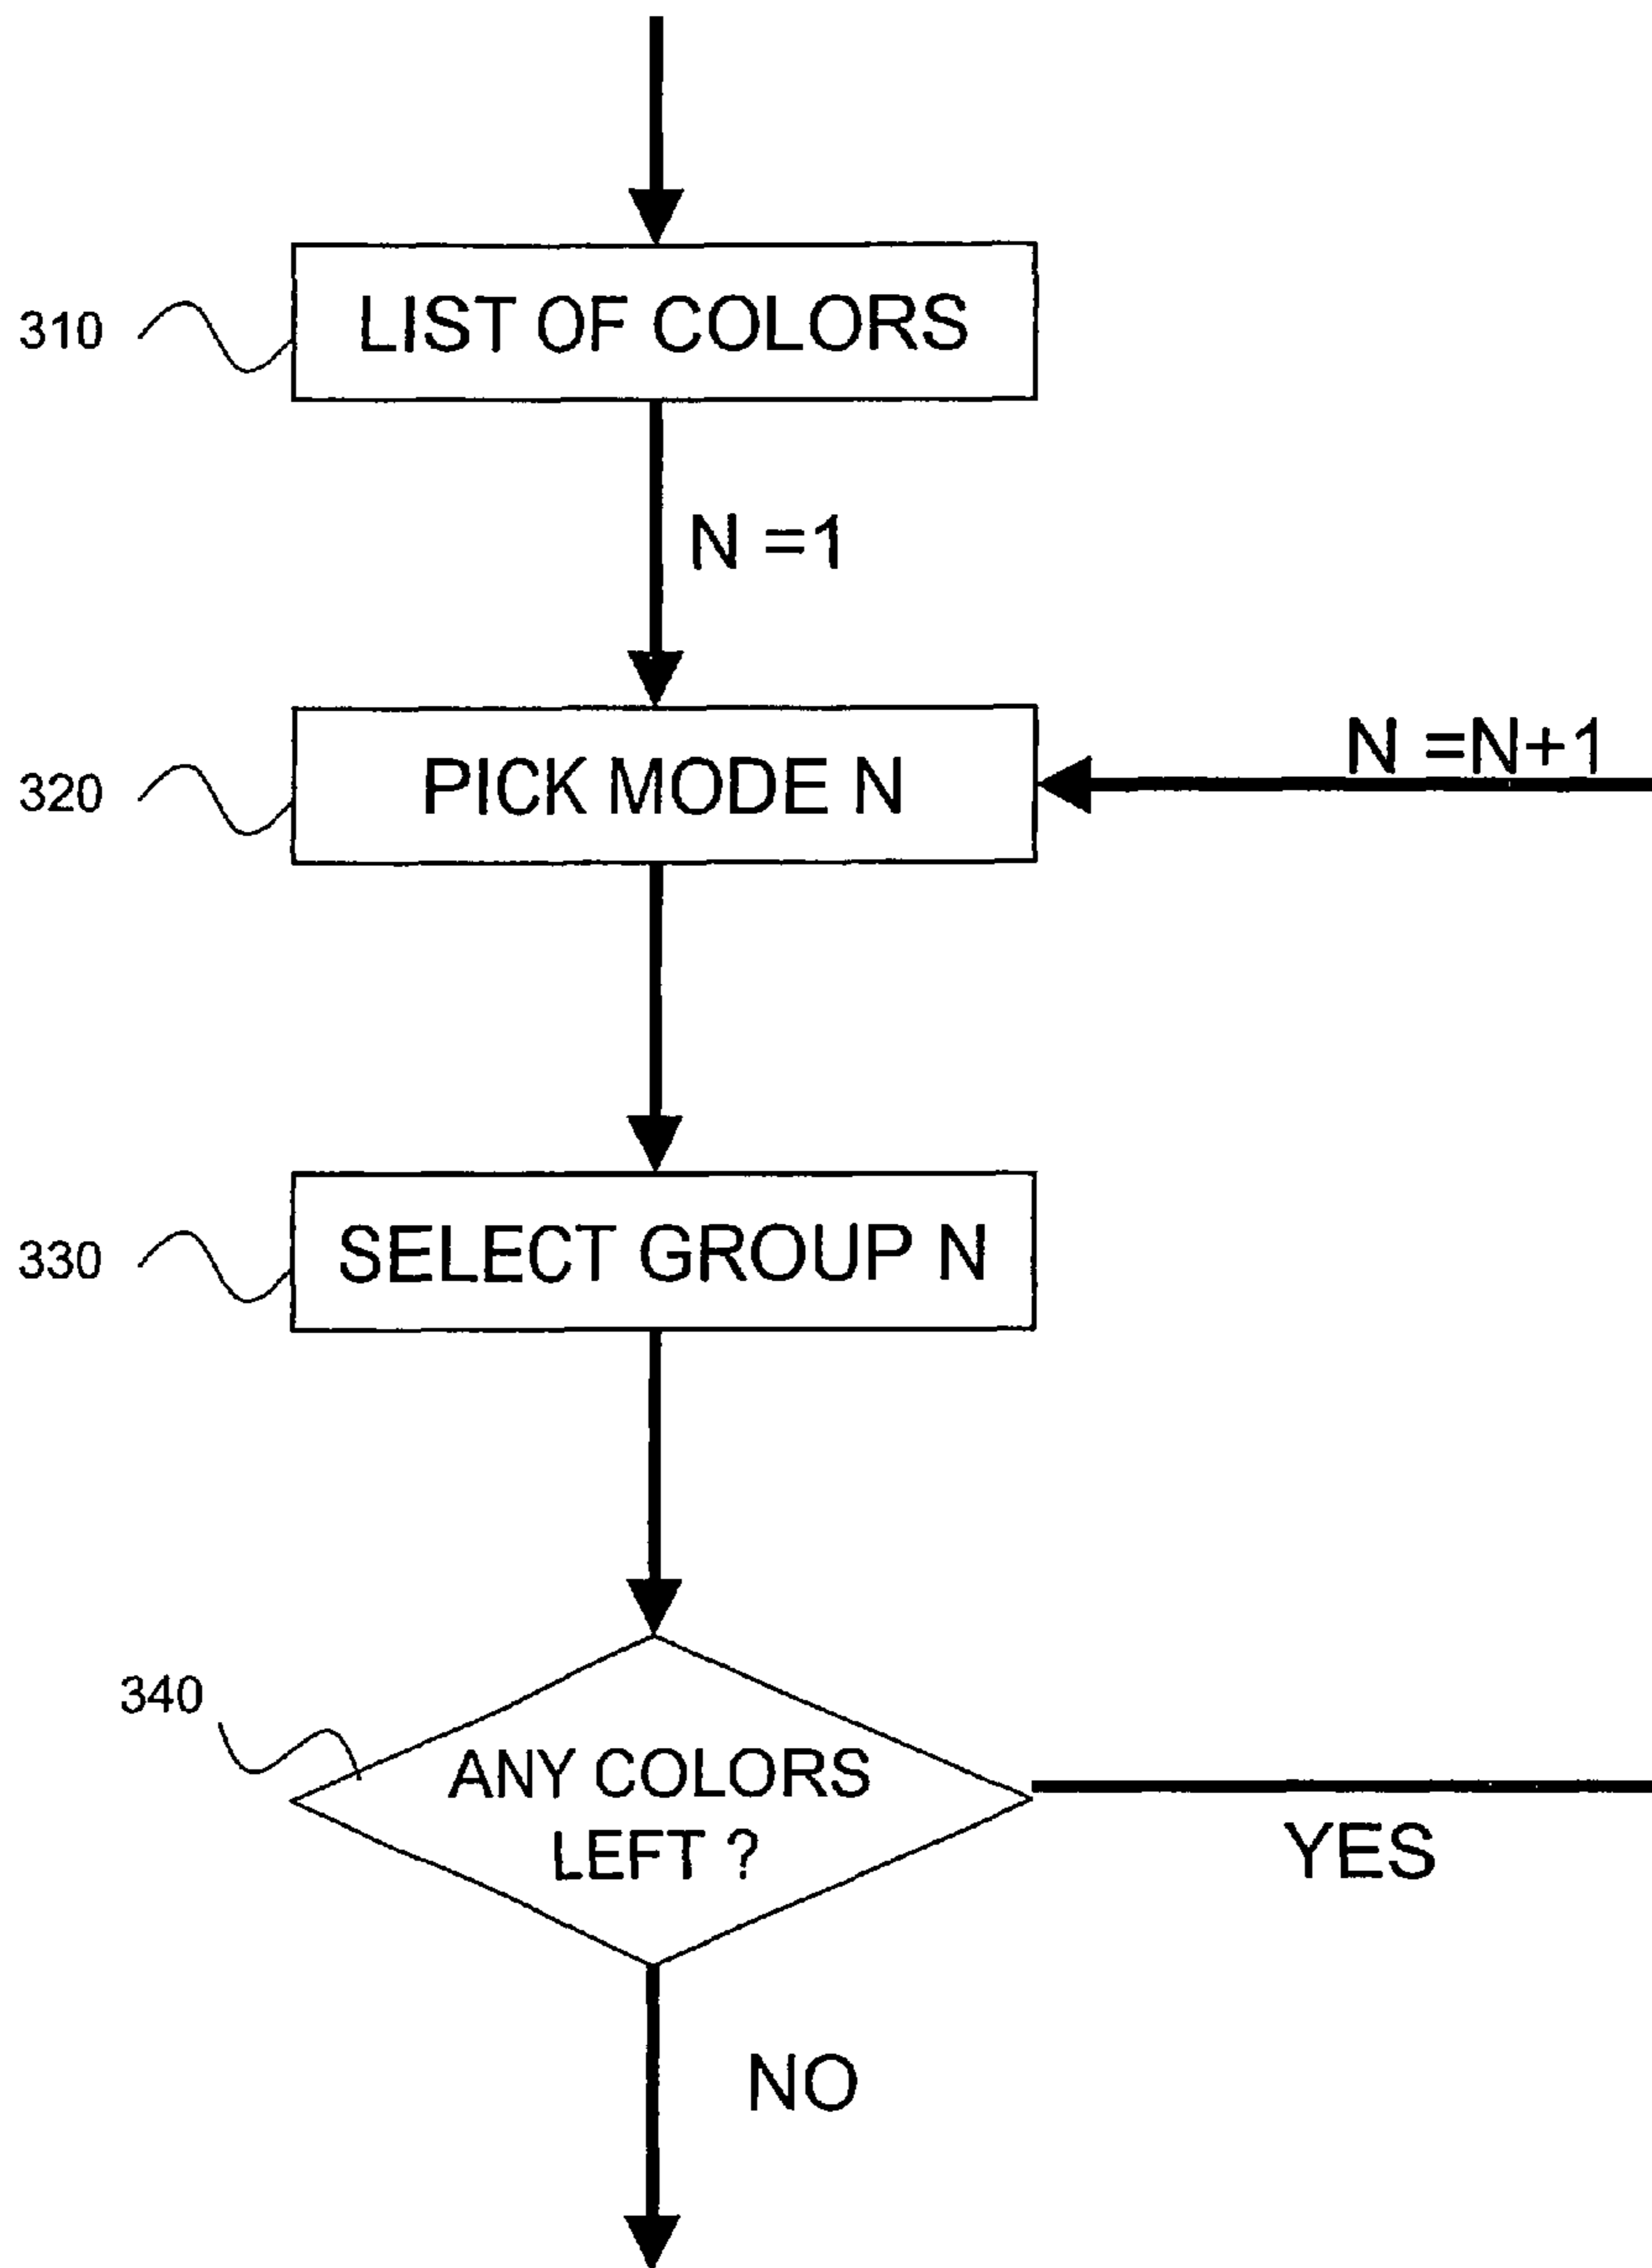 310
LIST OF COLORS
N =1
320
PICK MODE N
N =N+1
330
SELECT GROUP N
340
ANY COLORS
LEFT ?
YES
NO